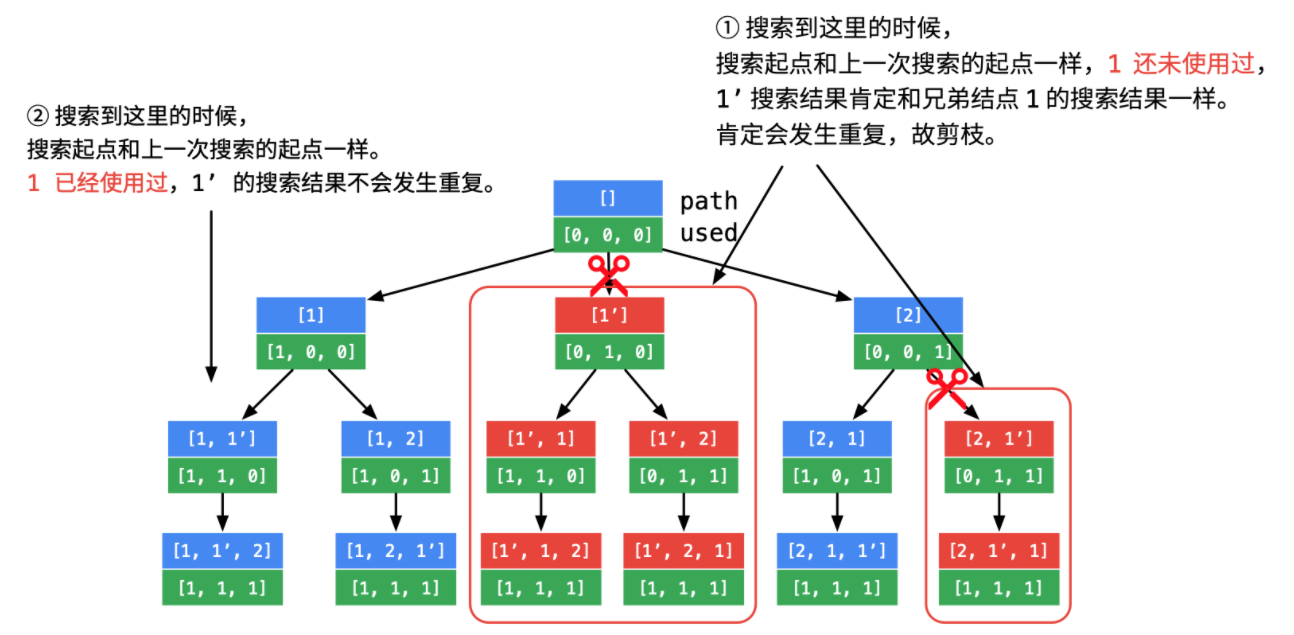 ① 搜索到这里的时候，
搜索起点和上一次搜索的起点一样，1 还未使用过，
1’ 搜索结果肯定和兄弟结点 1 的搜索结果一样。
肯定会发生重复，故剪枝。
② 搜索到这里的时候，
搜索起点和上一次搜索的起点一样。
1 已经使用过，1’ 的搜索结果不会发生重复。
[] path
[0, 0, 0] used
[1] [1’] [2]
[1, 0, 0] [0, 1, 0] [0, 0, 1]
[1, 1’] [1, 2] [1’, 1] [1’, 2] [2, 1] [2, 1’]
[1, 1, 0] [1, 0, 1] [1, 1, 0] [0, 1, 1] [1, 0, 1] [0, 1, 1]
[1, 1’, 2] [1, 2, 1’] [1’, 1, 2] [1’, 2, 1] [2, 1, 1’] [2, 1’, 1]
[1, 1, 1] [1, 1, 1] [1, 1, 1] [1, 1, 1] [1, 1, 1] [1, 1, 1]